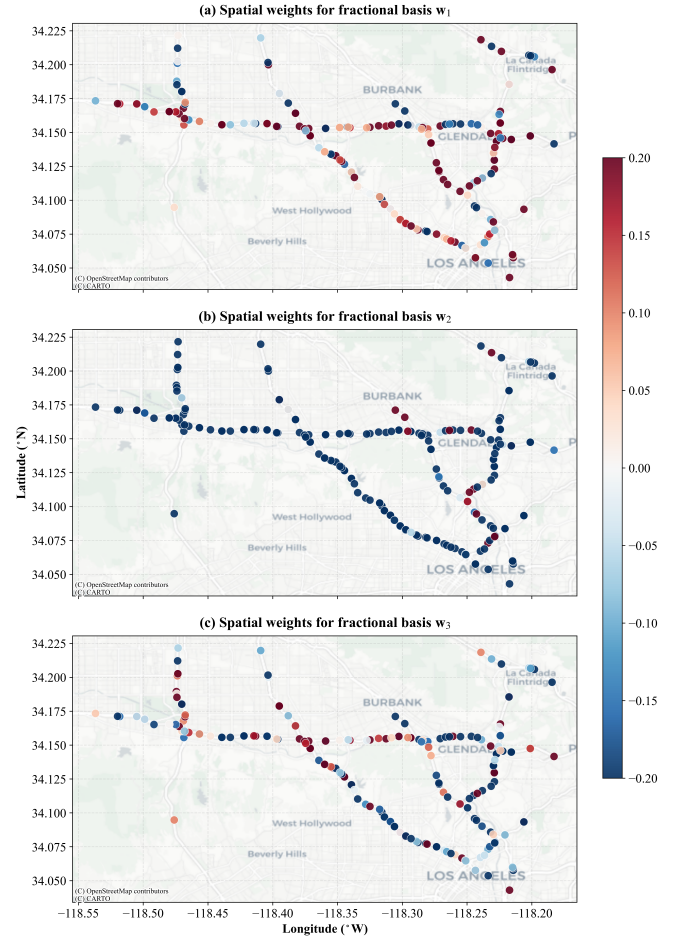 (a) Spatial weights for fractional basis w₁
34.225
34.200
34.175
34.150
34.125
34.100
34.075
34.050
La Cañada
Flintridge
BURBANK
GLENDALE
P
West Hollywood
Beverly Hills
LOS ANGELES
(C) OpenStreetMap contributors
(C) CARTO
(b) Spatial weights for fractional basis w₂
34.225
34.200
34.175
34.150
34.125
34.100
34.075
34.050
Latitude (°N)
La Cañada
Flintridge
BURBANK
GLENDALE
P
West Hollywood
Beverly Hills
LOS ANGELES
(C) OpenStreetMap contributors
(C) CARTO
(c) Spatial weights for fractional basis w₃
34.225
34.200
34.175
34.150
34.125
34.100
34.075
34.050
La Cañada
Flintridge
BURBANK
GLENDALE
P
West Hollywood
Beverly Hills
LOS ANGELES
(C) OpenStreetMap contributors
(C) CARTO
−118.55 −118.50 −118.45 −118.40 −118.35 −118.30 −118.25 −118.20
Longitude (°W)
0.20
0.15
0.10
0.05
0.00
−0.05
−0.10
−0.15
−0.20